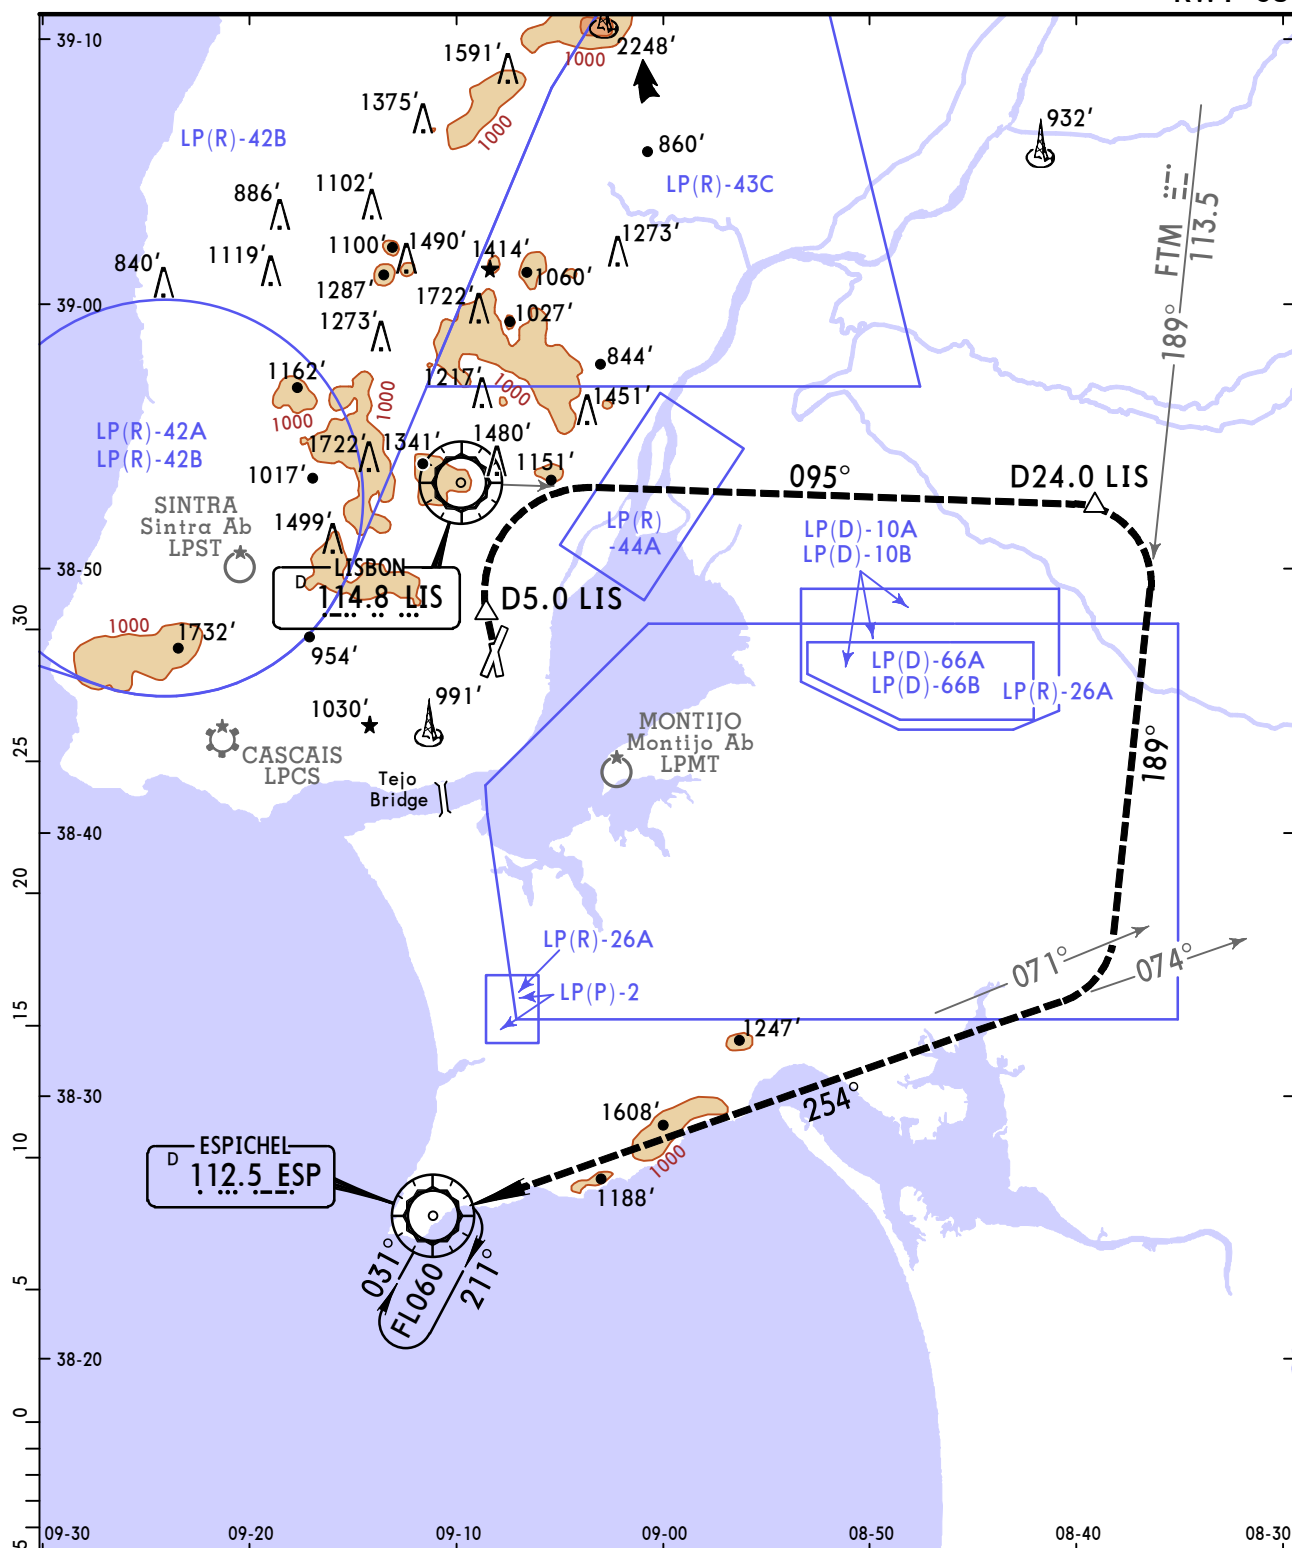 39-10
1591′
2248′
1000
1375′
1000
932′
LP(R)-42B
860′
LP(R)-43C
FTM
113.5
189°
886′
1102′
1100′
1490′
1414′
1273′
840′
1119′
1287′
1060′
39-00
1722′
1027′
1273′
844′
1162′
1000
1217′
1000
1451′
1000
LP(R)-42A
LP(R)-42B
1722′
1341′
1480′
1151′
1017′
095°
D24.0 LIS
SINTRA
Sintra Ab
LPST
1499′
LP(R)
-44A
LP(D)-10A
LP(D)-10B
38-50
LISBON
D
114.8 LIS
D5.0 LIS
30
1000
1732′
954′
LP(D)-66A
LP(D)-66B
LP(R)-26A
1030′
991′
MONTIJO
Montijo Ab
LPMT
25
CASCAIS
LPCS
189°
Tejo
Bridge
38-40
20
LP(R)-26A
071°
074°
LP(P)-2
15
1247′
38-30
254°
1608′
1000
10
ESPICHEL
D
112.5 ESP
1188′
031°
FL060
211°
5
38-20
0
5
09-30
09-20
09-10
09-00
08-50
08-40
08-30